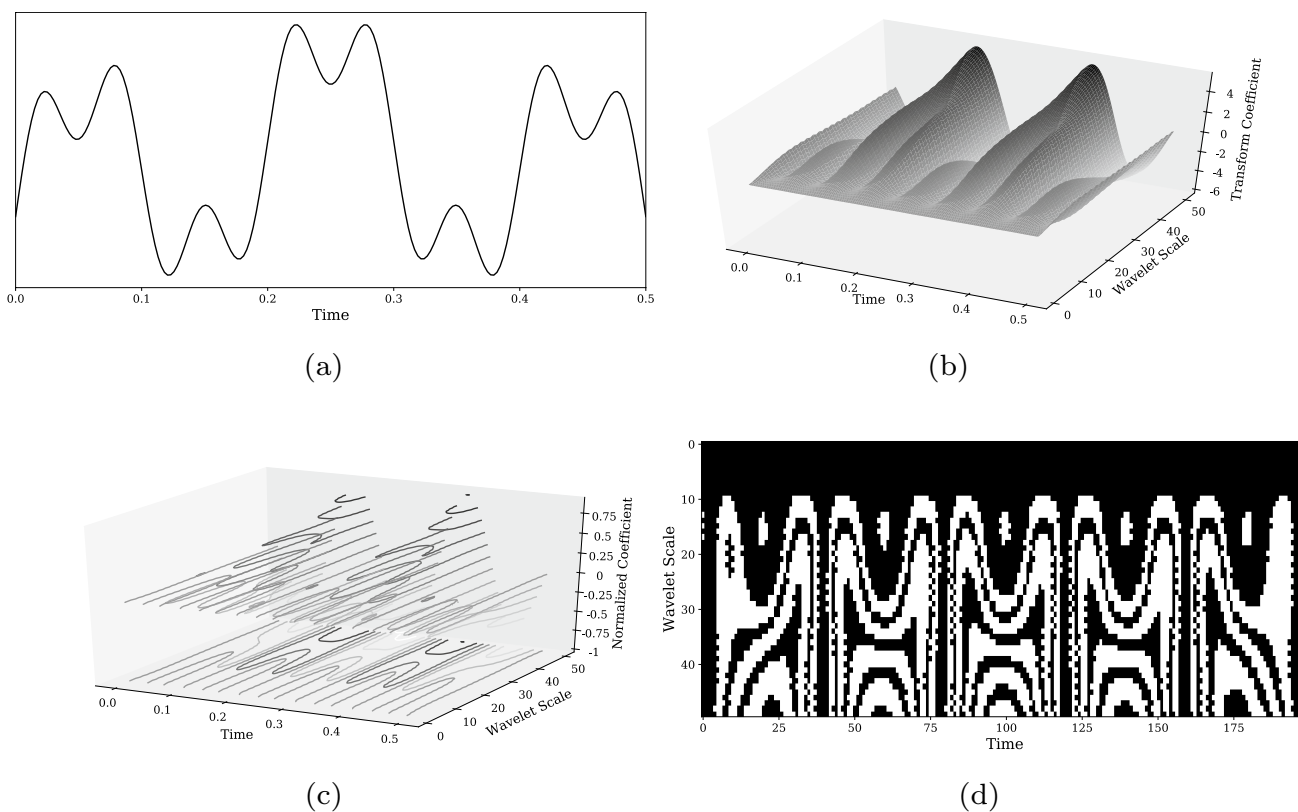 0.0 0.1 0.2 0.3 0.4 0.5
Time
(a)
4
2
0
-2
-4
-6
Transform Coefficient
50
40
30
20
10
0
Wavelet Scale
0.0 0.1 0.2 0.3 0.4 0.5
Time
(b)
0.75
0.5
0.25
0
-0.25
-0.5
-0.75
-1
Normalized Coefficient
50
40
30
20
10
0
Wavelet Scale
0.0 0.1 0.2 0.3 0.4 0.5
Time
(c)
0
10
20
30
40
Wavelet Scale
0 25 50 75 100 125 150 175
Time
(d)